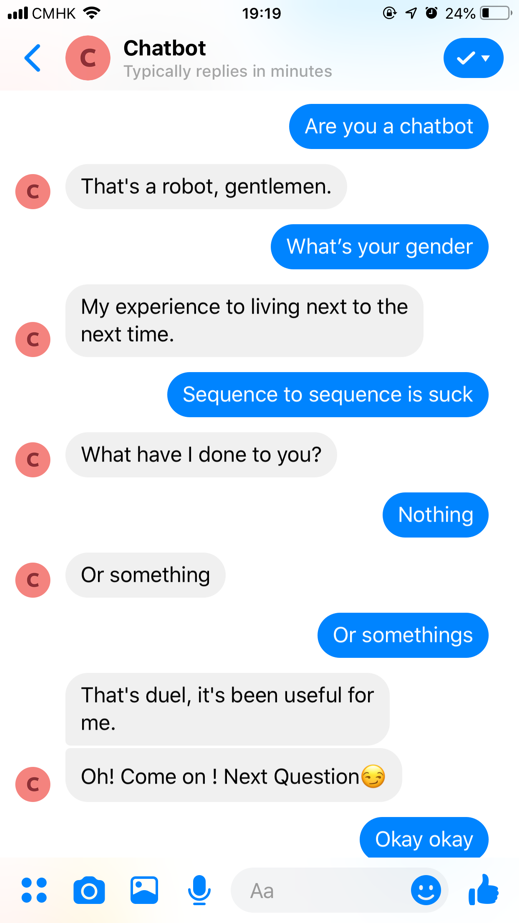 CMHK 19:19 24%
Chatbot
C
Typically replies in minutes
Are you a chatbot
That's a robot, gentlemen.
C
What's your gender
My experience to living next to the
next time.
C
Sequence to sequence is suck
What have I done to you?
C
Nothing
Or something
C
Or somethings
That's duel, it's been useful for
me.
Oh! Come on ! Next Question😏
C
Okay okay
Aa